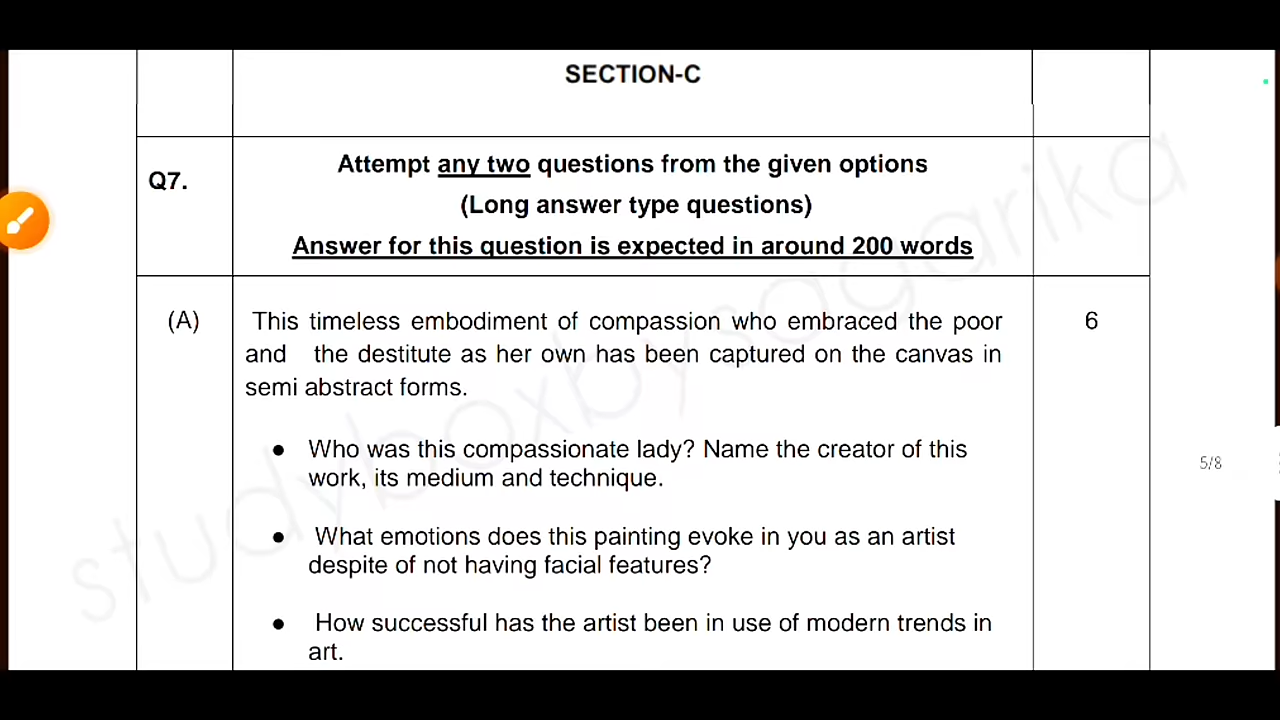 SECTION-C
Q7.
Attempt any two questions from the given options
(Long answer type questions)
Answer for this question is expected in around 200 words
(A)
This timeless embodiment of compassion who embraced the poor
6
and the destitute as her own has been captured on the canvas in
semi abstract forms.
● Who was this compassionate lady? Name the creator of this
work, its medium and technique.
● What emotions does this painting evoke in you as an artist
despite of not having facial features?
● How successful has the artist been in use of modern trends in
art.
5/8
studyboxbysagarika